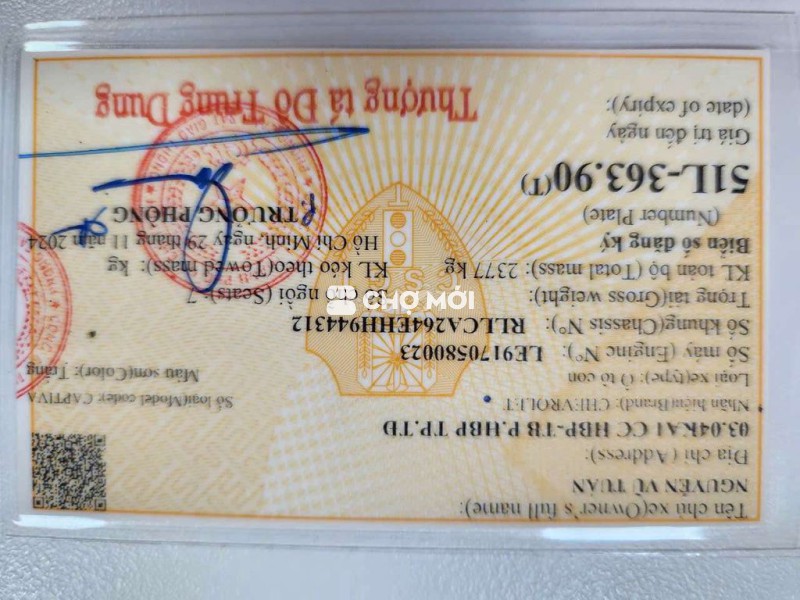 Tên chủ xe(Owner's full name):
NGUYỄN VŨ TUÂN
Địa chỉ (Address):
03.04KA1 CC HBP-TB P.HBP TP.TĐ
Nhãn hiệu(Brand): CHEVROLET
Số loại(Model code): CAPTIVA
Loại xe(type): Ô tô con
Màu sơn(Color): Trắng
Số máy (Engine N°): LE9170580023
Số khung(Chassis N°): RLLCA264EHH944312
Trọng tải(Gross weight):
Số chỗ ngồi (Seats): 7
KL toàn bộ (Total mass): 2377 kg
KL kéo theo(Towed mass): kg
Biển số đăng ký
(Number Plate)
51L-363.90(T)
Hồ Chí Minh, ngày 29 tháng 11 năm 2024
TRƯỞNG PHÒNG
Giá trị đến ngày
(date of expiry):
Thượng tá Đỗ Trung Dung
CHỢ MỚI